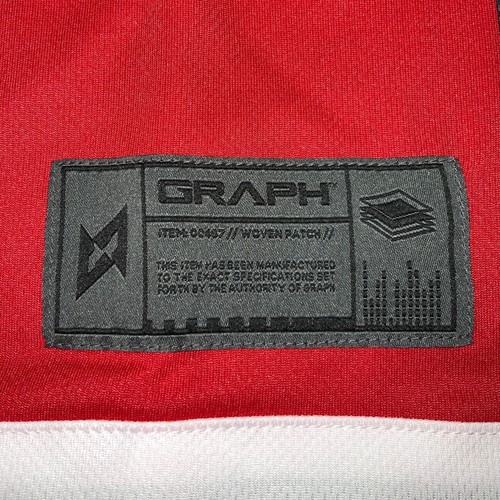 GRAPH
ITEM: 00467 // WOVEN PATCH //
THIS ITEM HAS BEEN MANUFACTURED
TO THE EXACT SPECIFICATIONS SET
FORTH BY THE AUTHORITY OF GRAPH